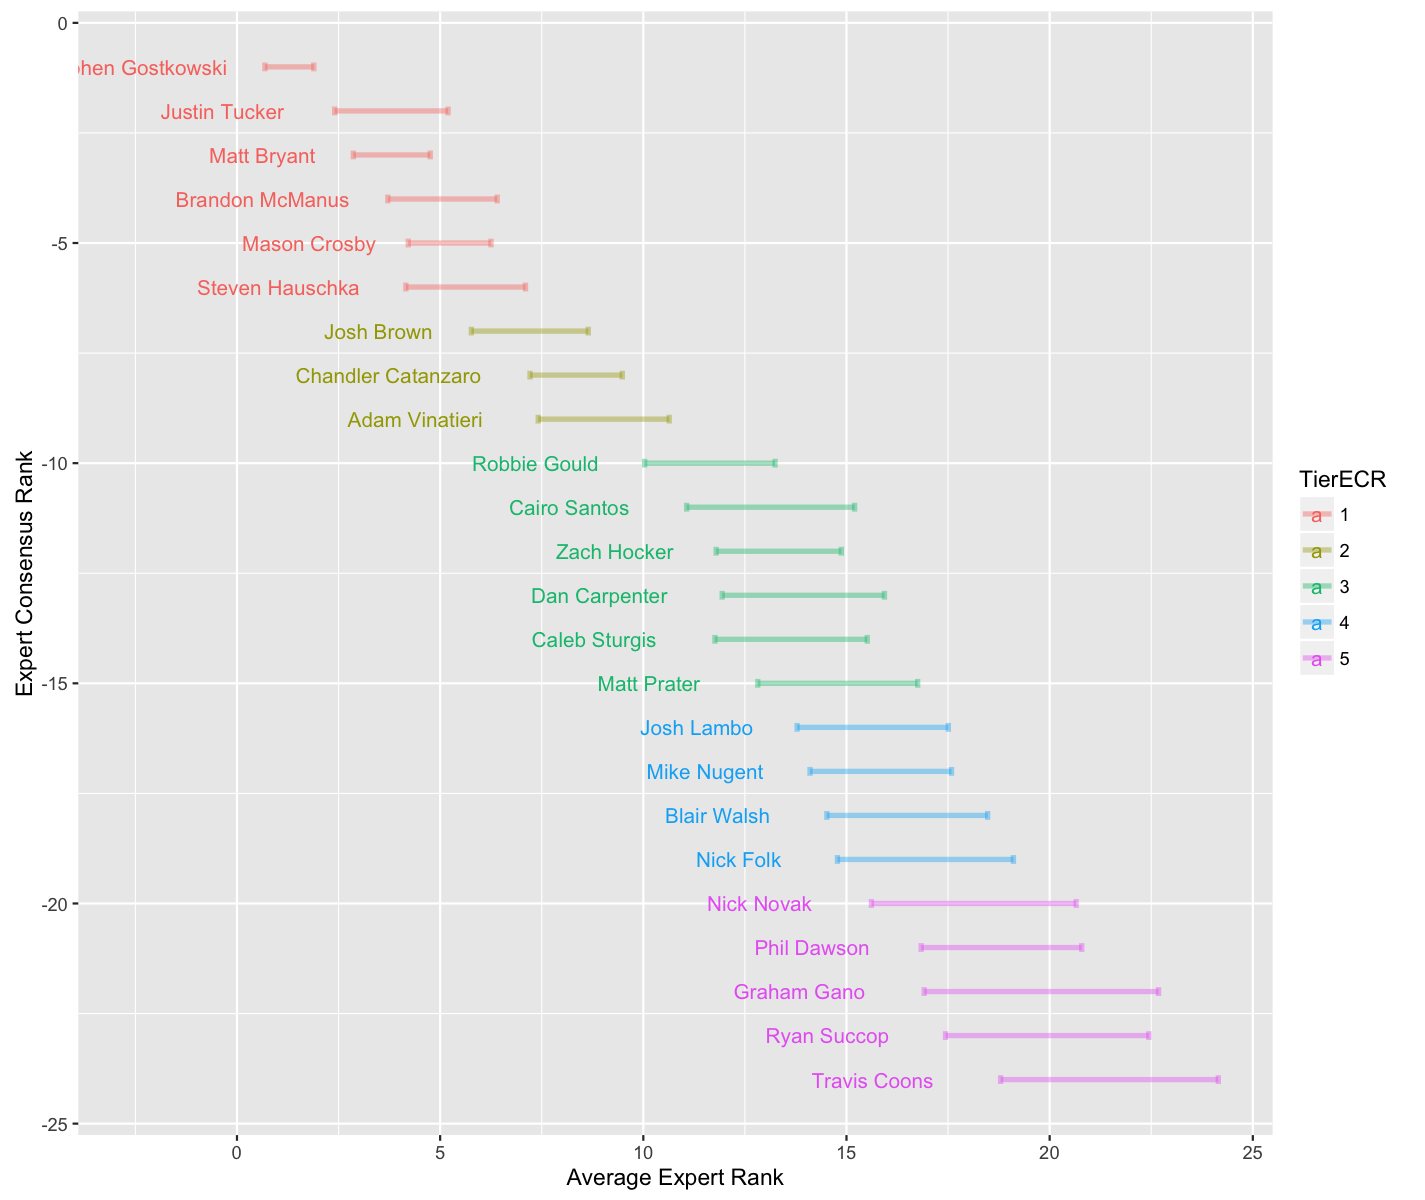 0
Gostkowski
Justin Tucker
Matt Bryant
Brandon McManus
-5
Mason Crosby
Steven Hauschka
Josh Brown
Chandler Catanzaro
Adam Vinatieri
-10
Robbie Gould
Cairo Santos
Zach Hocker
Dan Carpenter
Caleb Sturgis
-15
Matt Prater
Josh Lambo
Mike Nugent
Blair Walsh
Nick Folk
-20
Nick Novak
Phil Dawson
Graham Gano
Ryan Succop
Travis Coons
-25
0 5 10 15 20 25
Average Expert Rank
Expert Consensus Rank
TierECR
a 1
a 2
a 3
a 4
a 5